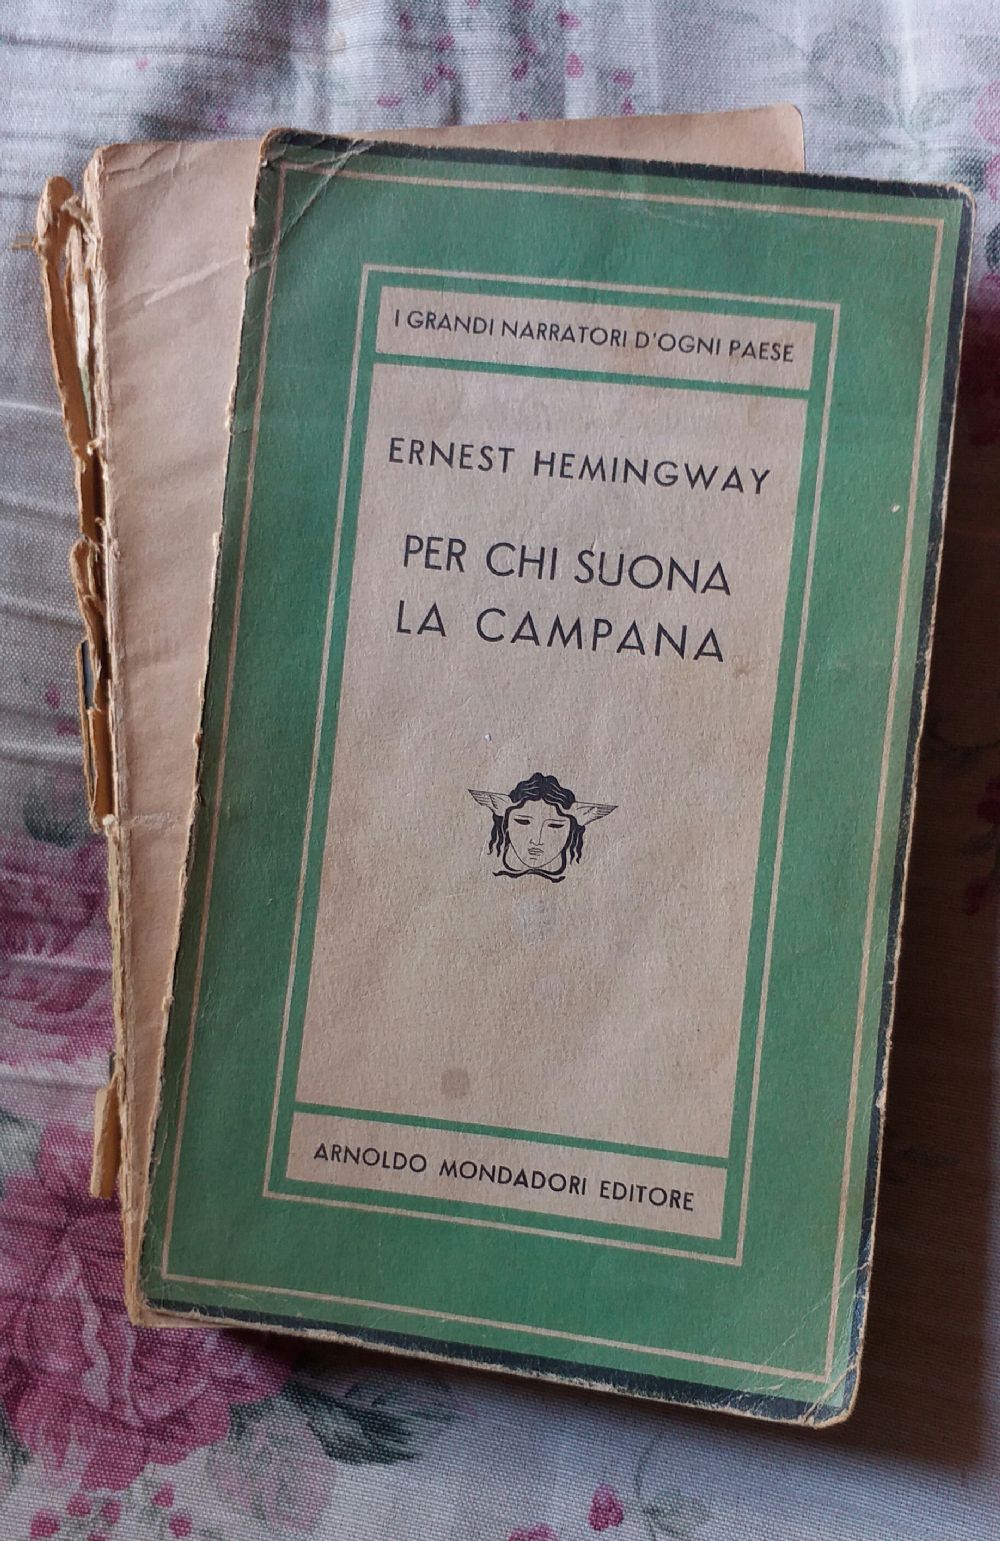 I GRANDI NARRATORI D'OGNI PAESE
ERNEST HEMINGWAY
PER CHI SUONA
LA CAMPANA
ARNOLDO MONDADORI EDITORE